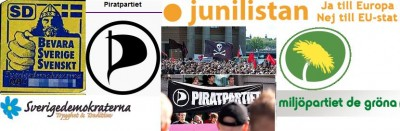 SD
BEVARA
SVERIGE
SVENSKT
Sverigedemokraterna
Trygghet & Tradition
Piratpartiet
junilistan
Ja till Europa
Nej till EU-stat
PIRATPARTIET
miljöpartiet de gröna